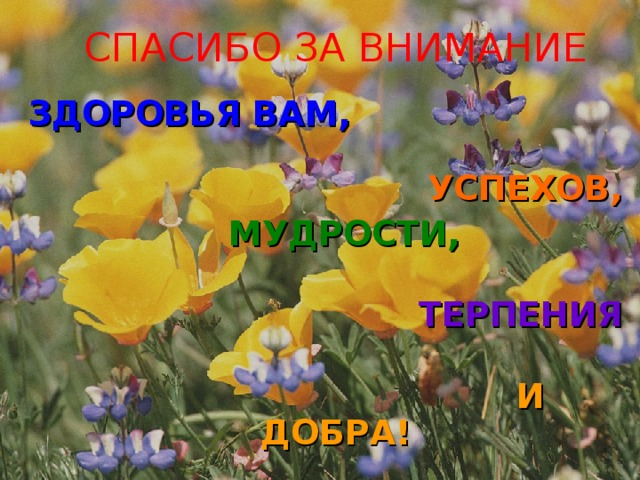 СПАСИБО ЗА ВНИМАНИЕ
ЗДОРОВЬЯ ВАМ,
УСПЕХОВ,
МУДРОСТИ,
ТЕРПЕНИЯ
И
ДОБРА!